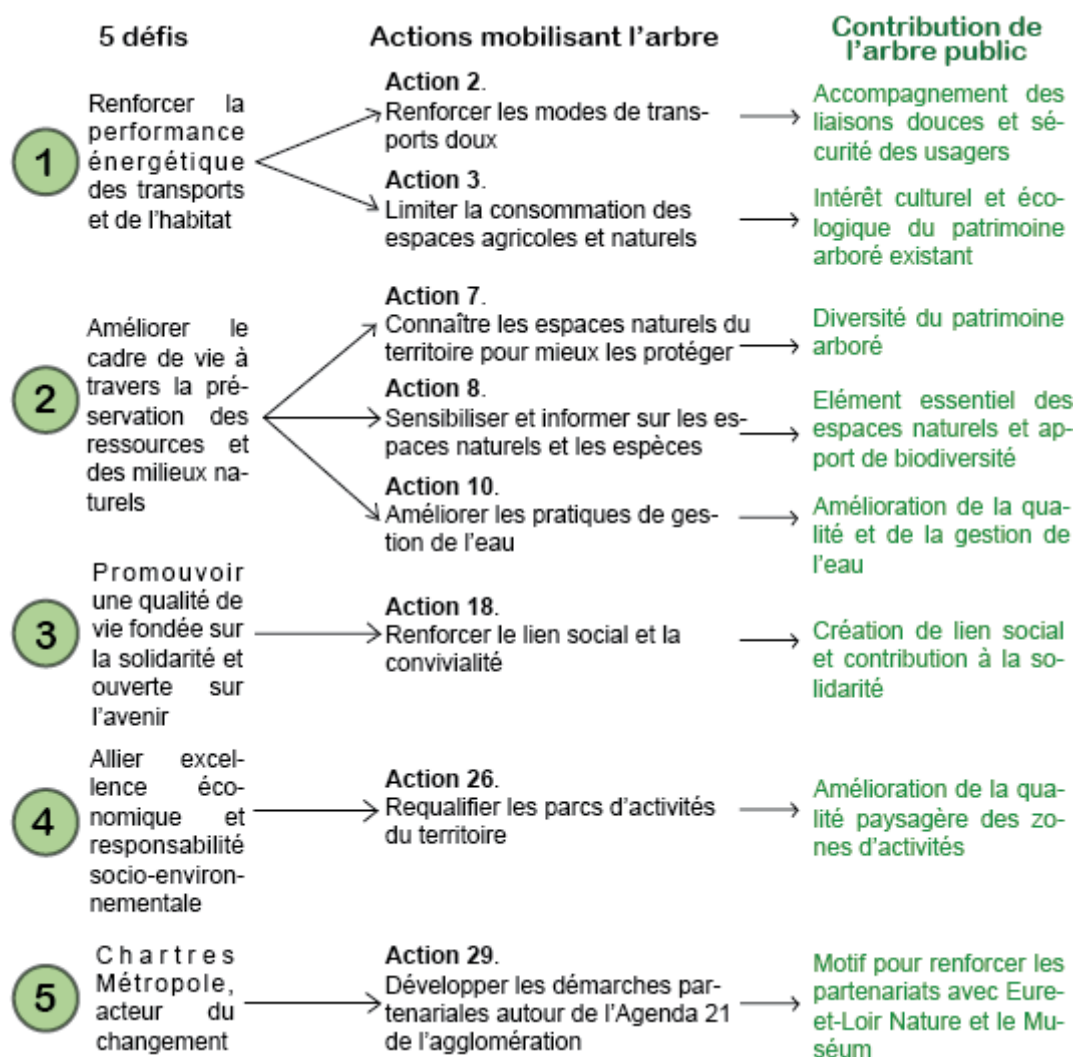 5 défis
Actions mobilisant l'arbre
Contribution de
l'arbre public
1
Renforcer la
performance
énergétique
des transports
et de l'habitat
Action 2.
Renforcer les modes de trans-
ports doux
Accompagnement des
liaisons douces et sé-
curité des usagers
Action 3.
Limiter la consommation des
espaces agricoles et naturels
Intérêt culturel et éco-
logique du patrimoine
arboré existant
2
Améliorer le
cadre de vie à
travers la pré-
servation des
ressources et
des milieux na-
turels
Action 7.
Connaître les espaces naturels du
territoire pour mieux les protéger
Diversité du patrimoine
arboré
Action 8.
Sensibiliser et informer sur les es-
paces naturels et les espèces
Elément essentiel des
espaces naturels et ap-
port de biodiversité
Action 10.
Améliorer les pratiques de ges-
tion de l'eau
Amélioration de la qua-
lité et de la gestion de
l'eau
3
Promouvoir
une qualité de
vie fondée sur
la solidarité et
ouverte sur
l'avenir
Action 18.
Renforcer le lien social et la
convivialité
Création de lien social
et contribution à la so-
lidarité
4
Allier excel-
lence éco-
nomique et
responsabilité
socio-environ-
nementale
Action 26.
Requalifier les parcs d'activités
du territoire
Amélioration de la qua-
lité paysagère des zo-
nes d'activités
5
Chartres
Métropole,
acteur du
changement
Action 29.
Développer les démarches par-
tenariales autour de l'Agenda 21
de l'agglomération
Motif pour renforcer les
partenariats avec Eure-
et-Loir Nature et le Mu-
séum